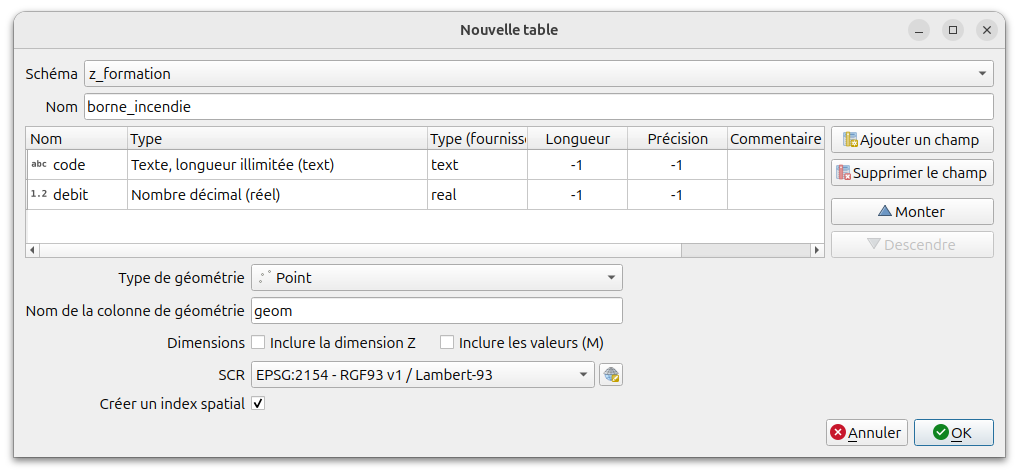 Nouvelle table
Schéma z_formation
Nom borne_incendie
Nom Type Type (fourniss Longueur Précision Commentaire
abc code Texte, longueur illimitée (text) text -1 -1
1.2 debit Nombre décimal (réel) real -1 -1
Ajouter un champ
Supprimer le champ
Monter
Descendre
Type de géométrie Point
Nom de la colonne de géométrie geom
Dimensions Inclure la dimension Z Inclure les valeurs (M)
SCR EPSG:2154 - RGF93 v1 / Lambert-93
Créer un index spatial
Annuler OK